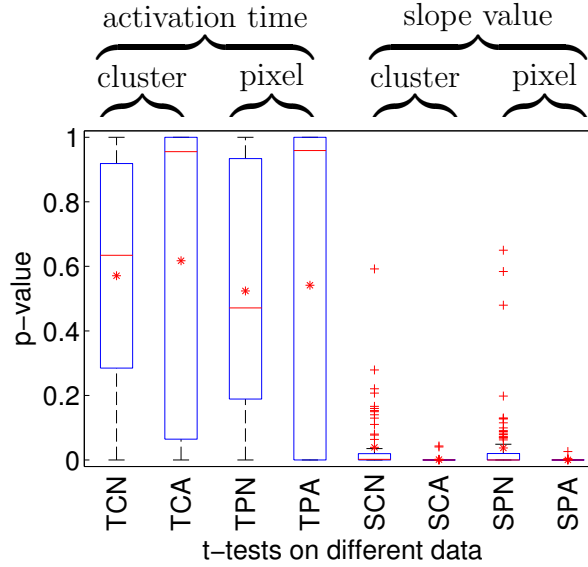 activation time slope value
cluster pixel cluster pixel
1
0.8
0.6
0.4
0.2
0
p−value
TCN TCA TPN TPA SCN SCA SPN SPA
t−tests on different data